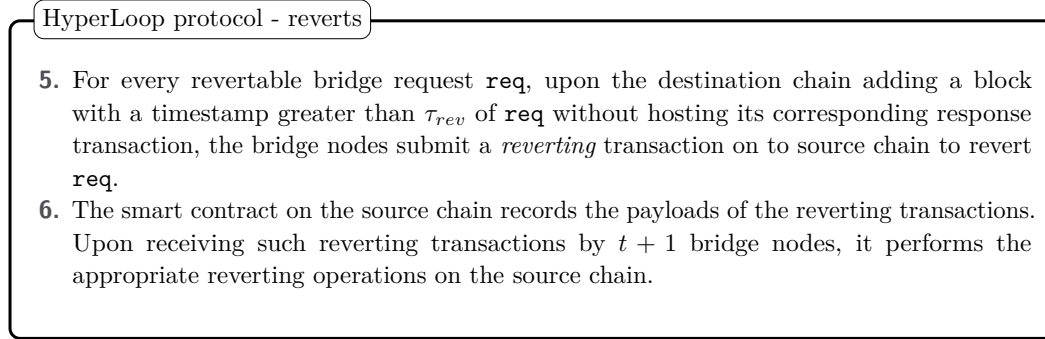 HyperLoop protocol - reverts
5. For every revertable bridge request req, upon the destination chain adding a block
with a timestamp greater than τrev of req without hosting its corresponding response
transaction, the bridge nodes submit a reverting transaction on to source chain to revert
req.
6. The smart contract on the source chain records the payloads of the reverting transactions.
Upon receiving such reverting transactions by t + 1 bridge nodes, it performs the
appropriate reverting operations on the source chain.